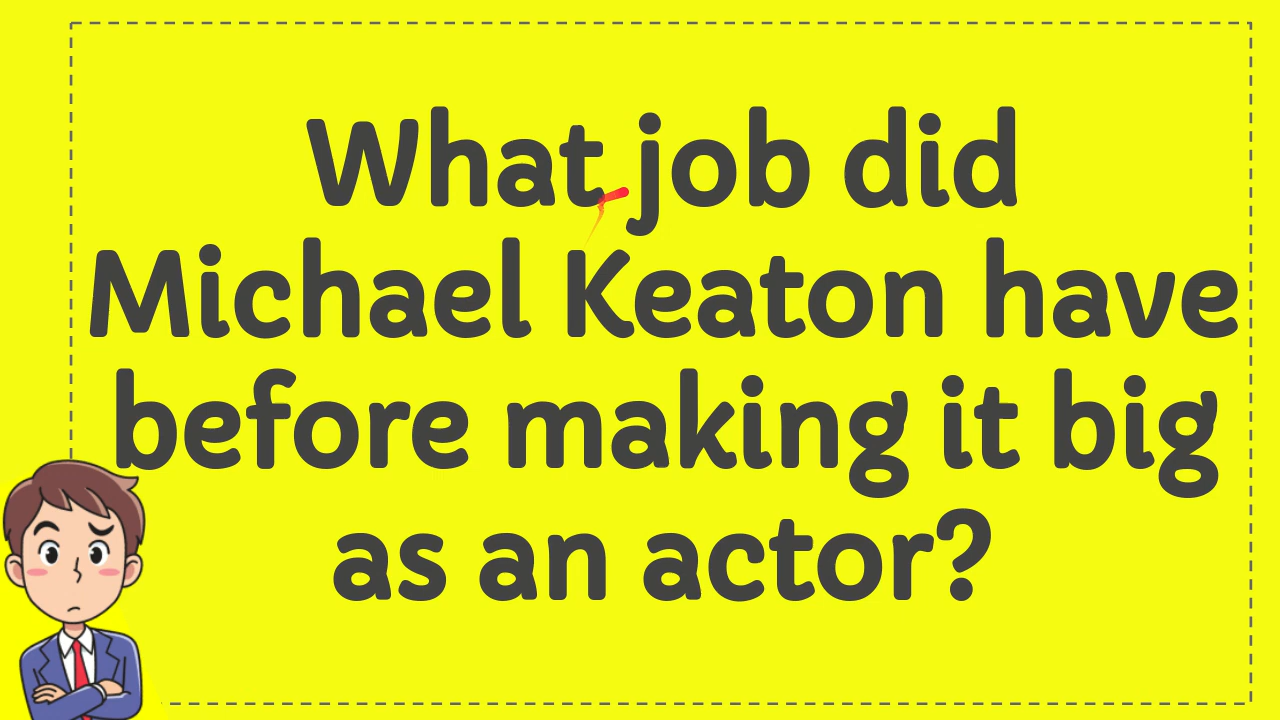 What job did
Michael Keaton have
before making it big
as an actor?